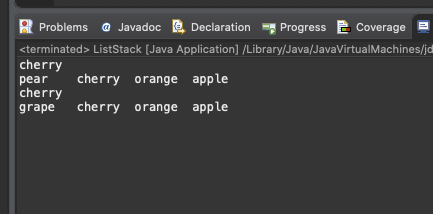 Problems Javadoc Declaration Progress Coverage
<terminated> ListStack [Java Application] /Library/Java/JavaVirtualMachines/jd
cherry
pear cherry orange apple
cherry
grape cherry orange apple